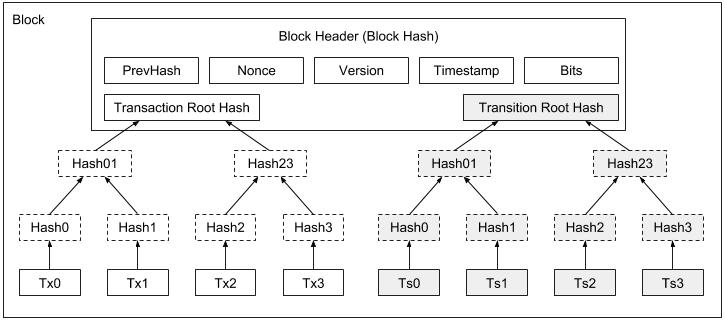 Block
Block Header (Block Hash)
PrevHash Nonce Version Timestamp Bits
Transaction Root Hash Transition Root Hash
Hash01 Hash23 Hash01 Hash23
Hash0 Hash1 Hash2 Hash3 Hash0 Hash1 Hash2 Hash3
Tx0 Tx1 Tx2 Tx3 Ts0 Ts1 Ts2 Ts3